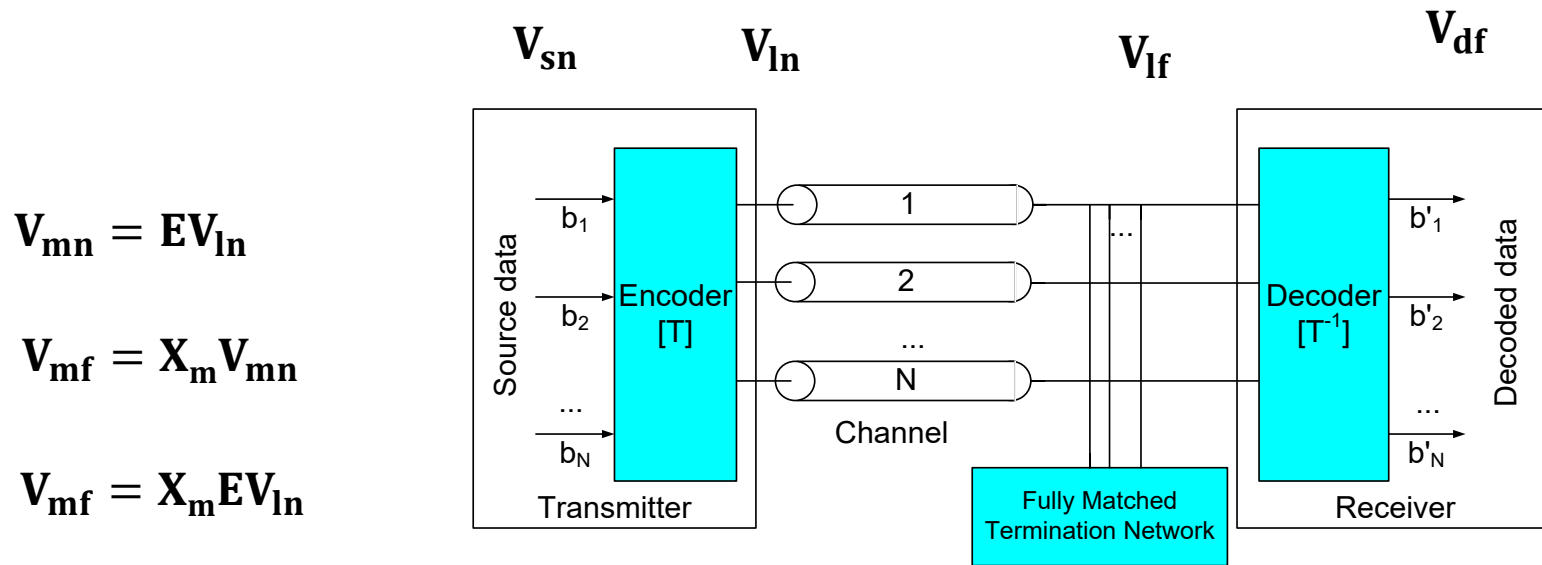 V_sn V_ln V_lf V_df
V_mn = EV_ln
V_mf = X_m V_mn
V_mf = X_m EV_ln
Source data
b_1
b_2
...
b_N
Encoder
[T]
Transmitter
1
2
...
N
Channel
...
Fully Matched
Termination Network
Decoder
[T^-1]
b'_1
b'_2
...
b'_N
Decoded data
Receiver